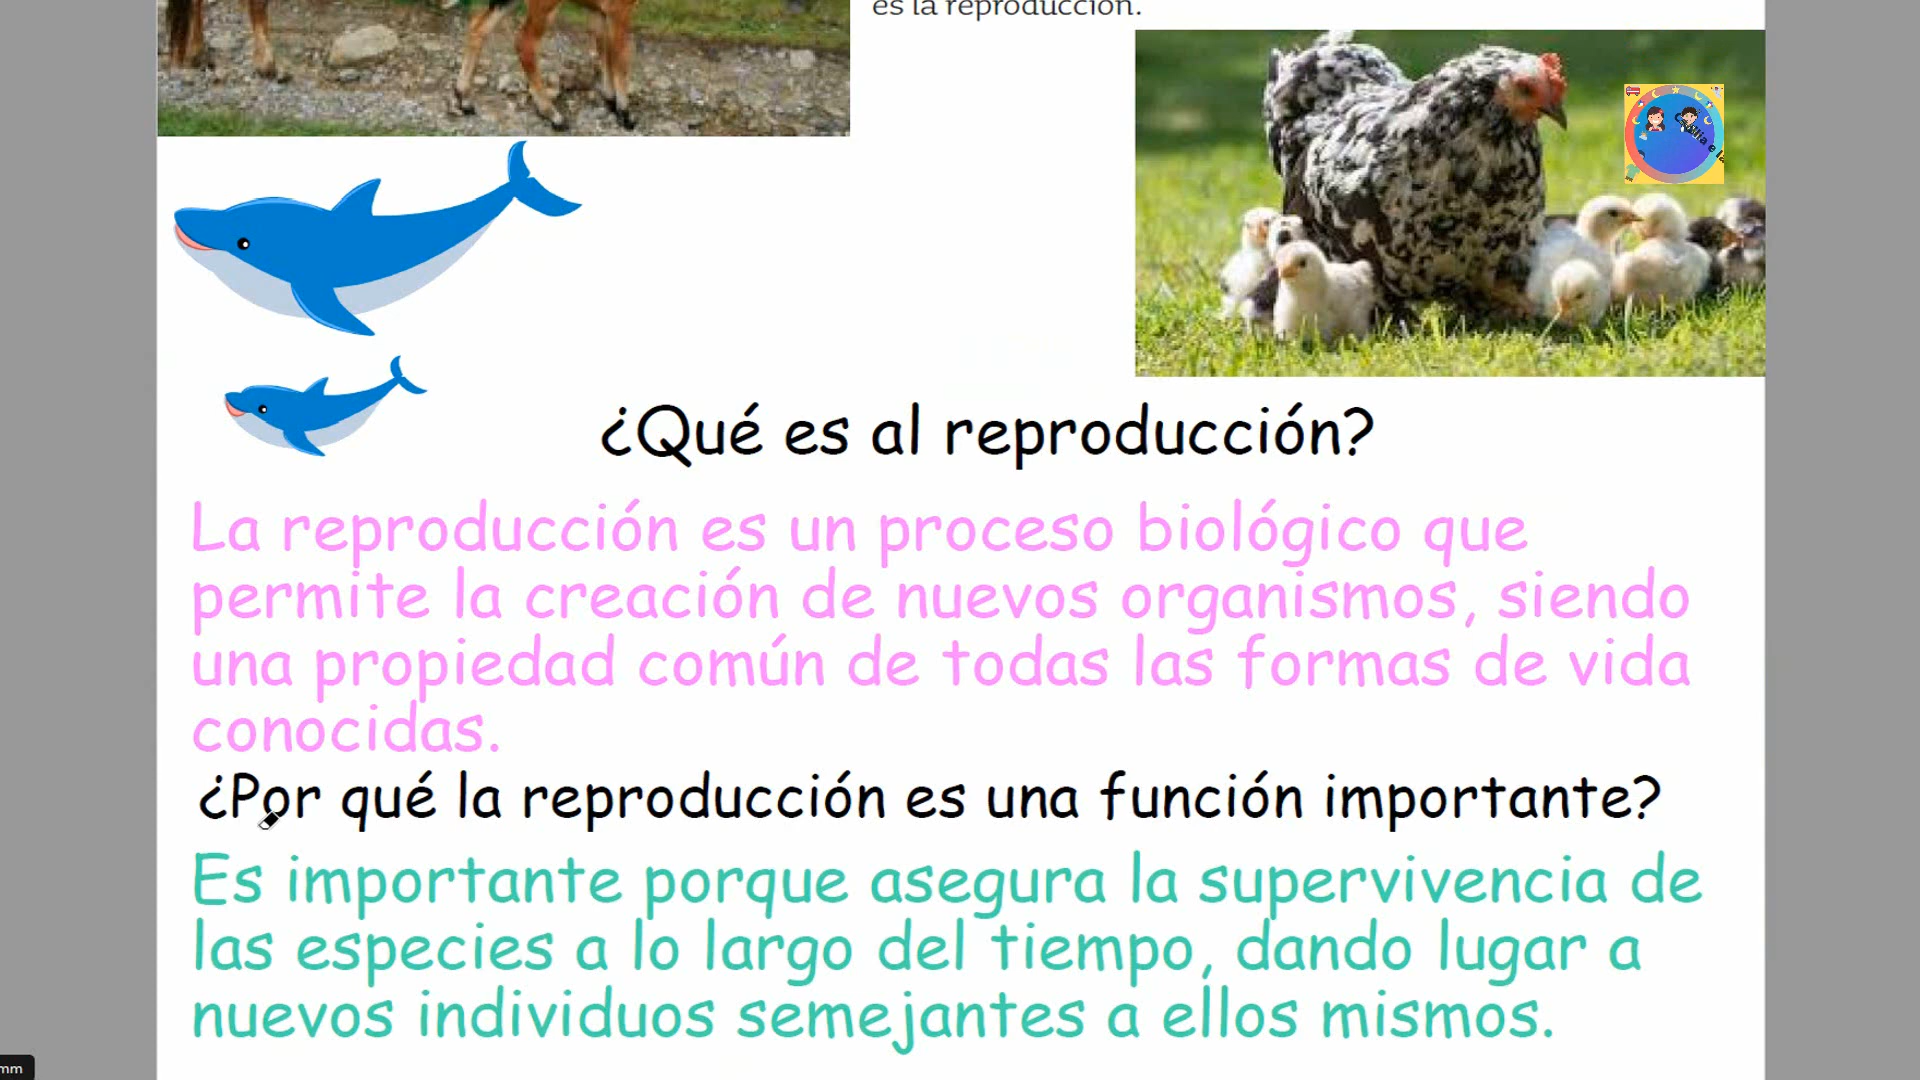 es la reproducción.
¿Qué es al reproducción?
La reproducción es un proceso biológico que
permite la creación de nuevos organismos, siendo
una propiedad común de todas las formas de vida
conocidas.
¿Por qué la reproducción es una función importante?
Es importante porque asegura la supervivencia de
las especies a lo largo del tiempo, dando lugar a
nuevos individuos semejantes a ellos mismos.
mm